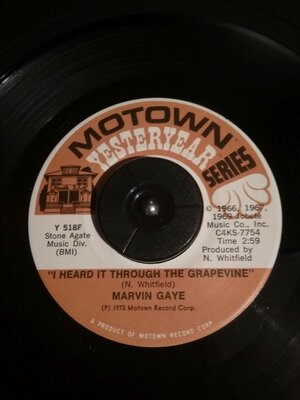 MOTOWN
YESTERYEAR
SERIES
Y 518F
Stone Agate
Music Div.
(BMI)
© 1966, 1967,
1969 Jobete
Music Co., Inc.
C4KS-7754
Time 2:59
Produced by
N. Whitfield
"I HEARD IT THROUGH THE GRAPEVINE"
(N. Whitfield)
MARVIN GAYE
(P) 1973 Motown Record Corp.
A PRODUCT OF MOTOWN RECORD CORP.